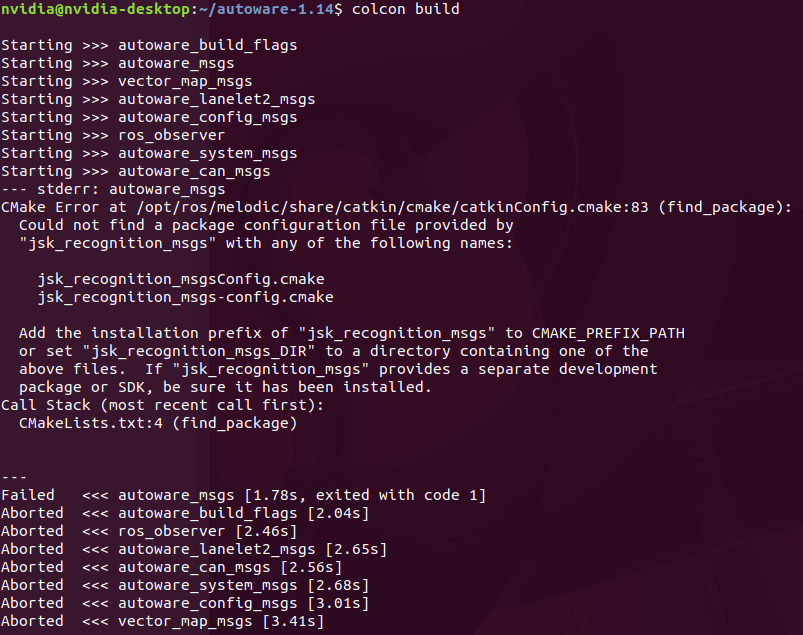 nvidia@nvidia-desktop:~/autoware-1.14$ colcon build
Starting >>> autoware_build_flags
Starting >>> autoware_msgs
Starting >>> vector_map_msgs
Starting >>> autoware_lanelet2_msgs
Starting >>> autoware_config_msgs
Starting >>> ros_observer
Starting >>> autoware_system_msgs
Starting >>> autoware_can_msgs
--- stderr: autoware_msgs
CMake Error at /opt/ros/melodic/share/catkin/cmake/catkinConfig.cmake:83 (find_package):
  Could not find a package configuration file provided by
  "jsk_recognition_msgs" with any of the following names:

    jsk_recognition_msgsConfig.cmake
    jsk_recognition_msgs-config.cmake

  Add the installation prefix of "jsk_recognition_msgs" to CMAKE_PREFIX_PATH
  or set "jsk_recognition_msgs_DIR" to a directory containing one of the
  above files.  If "jsk_recognition_msgs" provides a separate development
  package or SDK, be sure it has been installed.
Call Stack (most recent call first):
  CMakeLists.txt:4 (find_package)

---
Failed   <<< autoware_msgs [1.78s, exited with code 1]
Aborted  <<< autoware_build_flags [2.04s]
Aborted  <<< ros_observer [2.46s]
Aborted  <<< autoware_lanelet2_msgs [2.65s]
Aborted  <<< autoware_can_msgs [2.56s]
Aborted  <<< autoware_system_msgs [2.68s]
Aborted  <<< autoware_config_msgs [3.01s]
Aborted  <<< vector_map_msgs [3.41s]